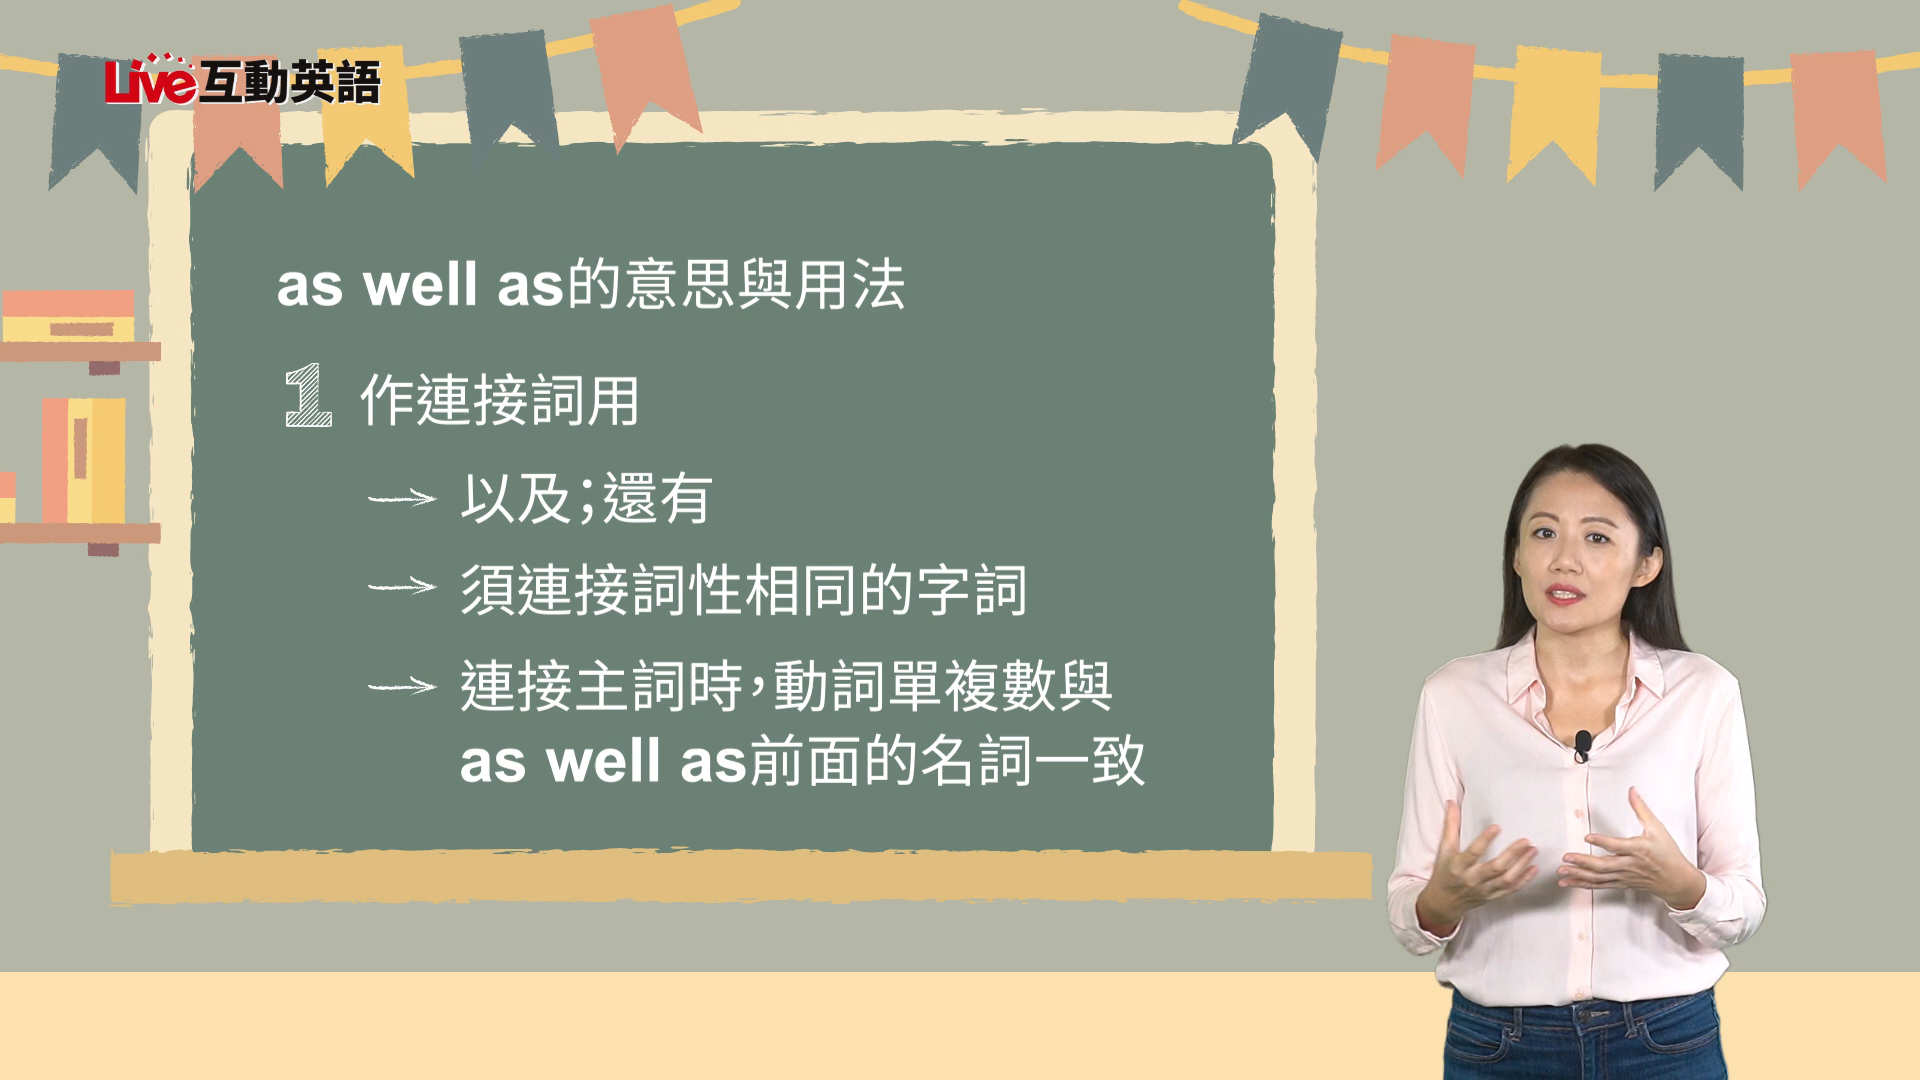 Live互動英語
as well as的意思與用法
1 作連接詞用
以及；還有
須連接詞性相同的字詞
連接主詞時，動詞單複數與
as well as前面的名詞一致